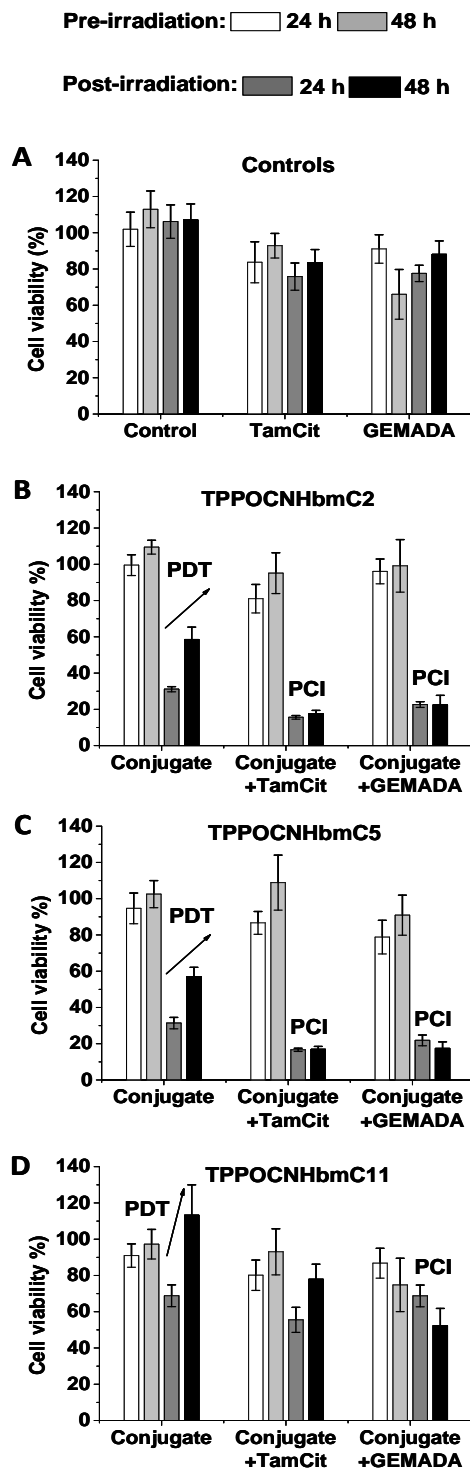 Pre-irradiation: 24 h 48 h
Post-irradiation: 24 h 48 h
A
Controls
Cell viability (%)
140
120
100
80
60
40
20
0
Control TamCit GEMADA
B
TPPOCNHbmC2
Cell viability %)
140
120
100
80
60
40
20
0
PDT
PCI
PCI
Conjugate Conjugate Conjugate
+TamCit +GEMADA
C
TPPOCNHbmC5
Cell viability %)
140
120
100
80
60
40
20
0
PDT
PCI
PCI
Conjugate Conjugate Conjugate
+TamCit +GEMADA
D
TPPOCNHbmC11
Cell viability %)
140
120
100
80
60
40
20
0
PDT
PCI
Conjugate Conjugate Conjugate
+TamCit +GEMADA